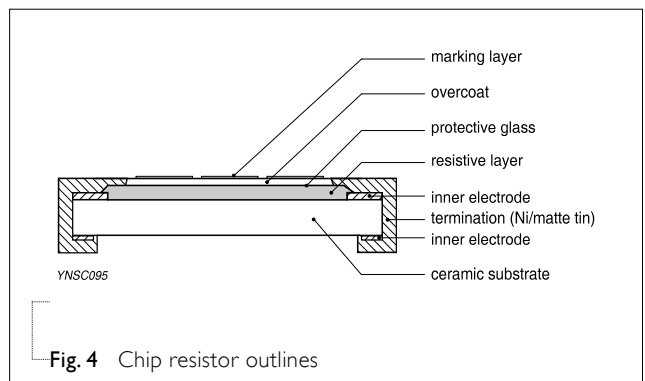 marking layer
overcoat
protective glass
resistive layer
inner electrode
termination (Ni/matte tin)
inner electrode
ceramic substrate
YNSC095
Fig. 4 Chip resistor outlines